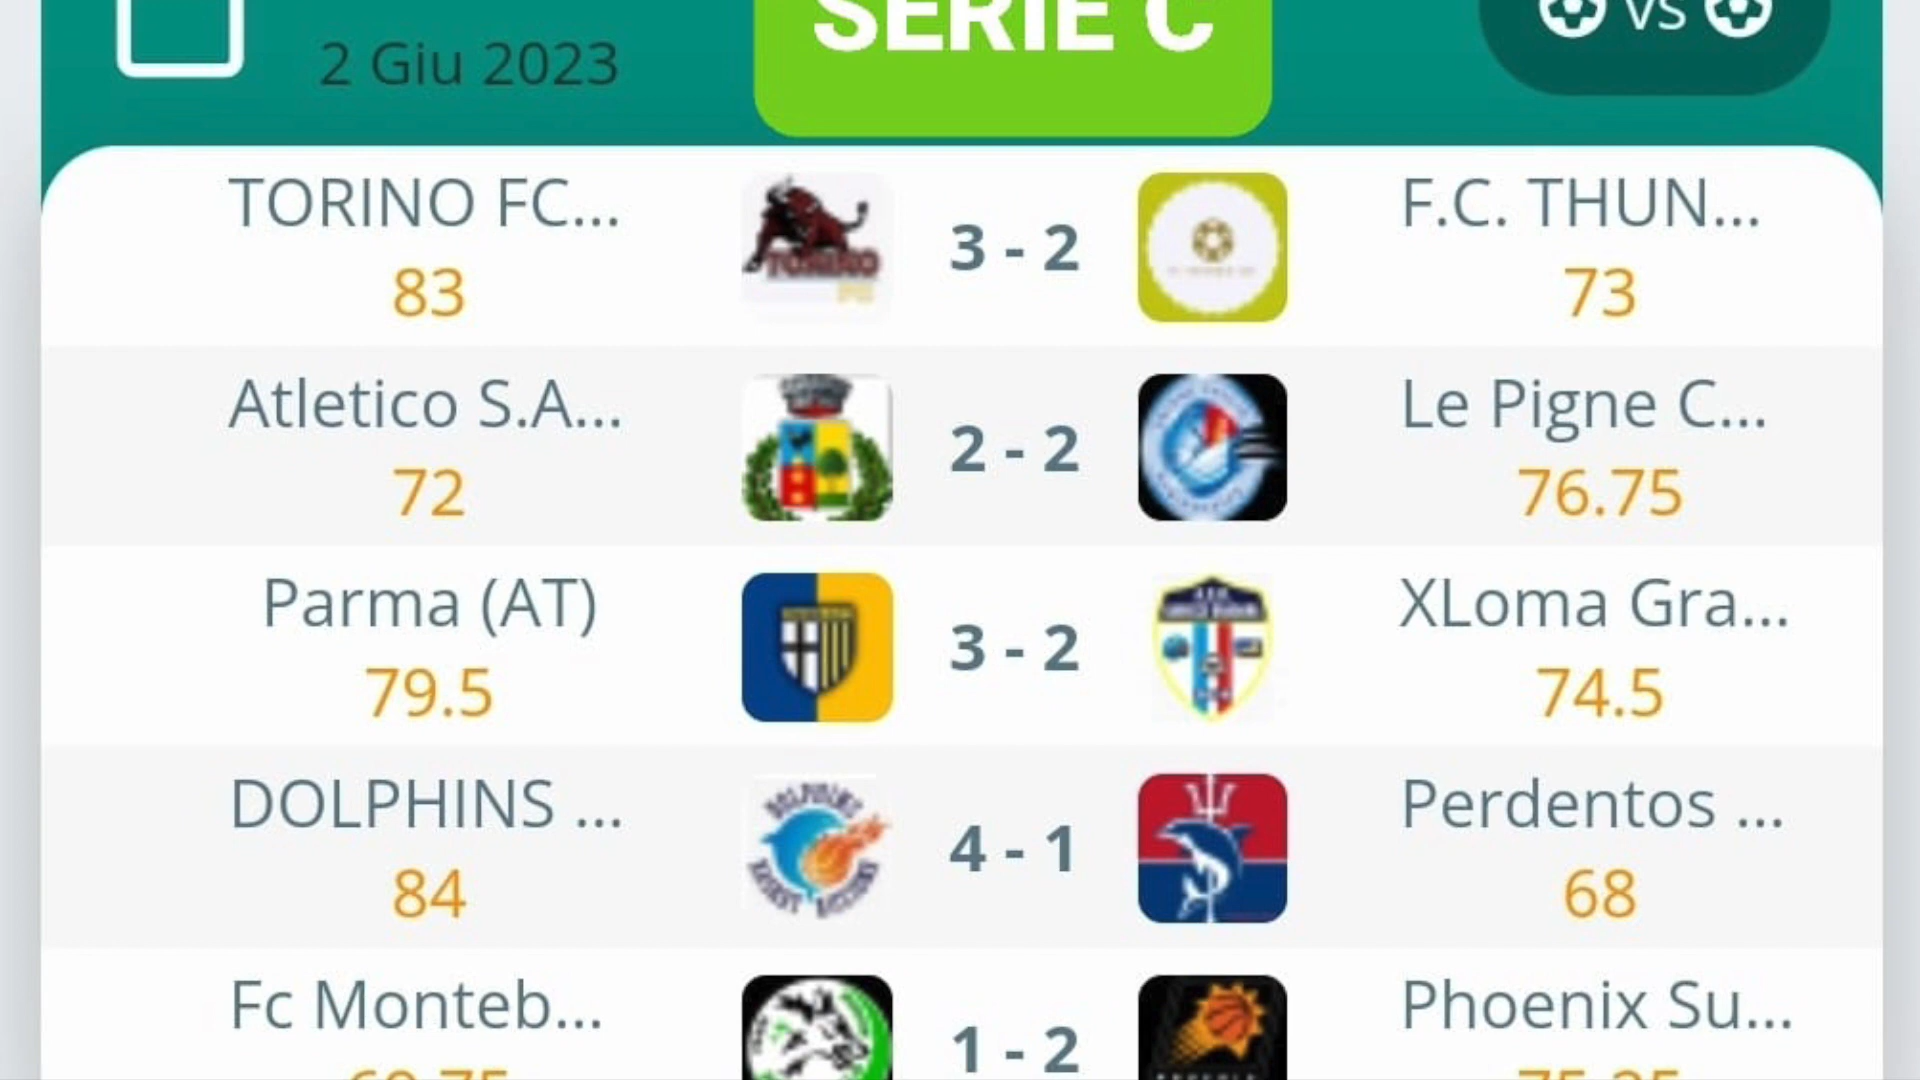 SERIE C
VS
2 Giu 2023
TORINO FC...
3 - 2
F.C. THUN...
83
TORINO
73
Atletico S.A...
2 - 2
Le Pigne C...
72
76.75
Parma (AT)
3 - 2
XLoma Gra...
79.5
74.5
DOLPHINS ...
DOLPHINS
4 - 1
Perdentos ...
84
68
Fc Monteb...
1 - 2
Phoenix Su...